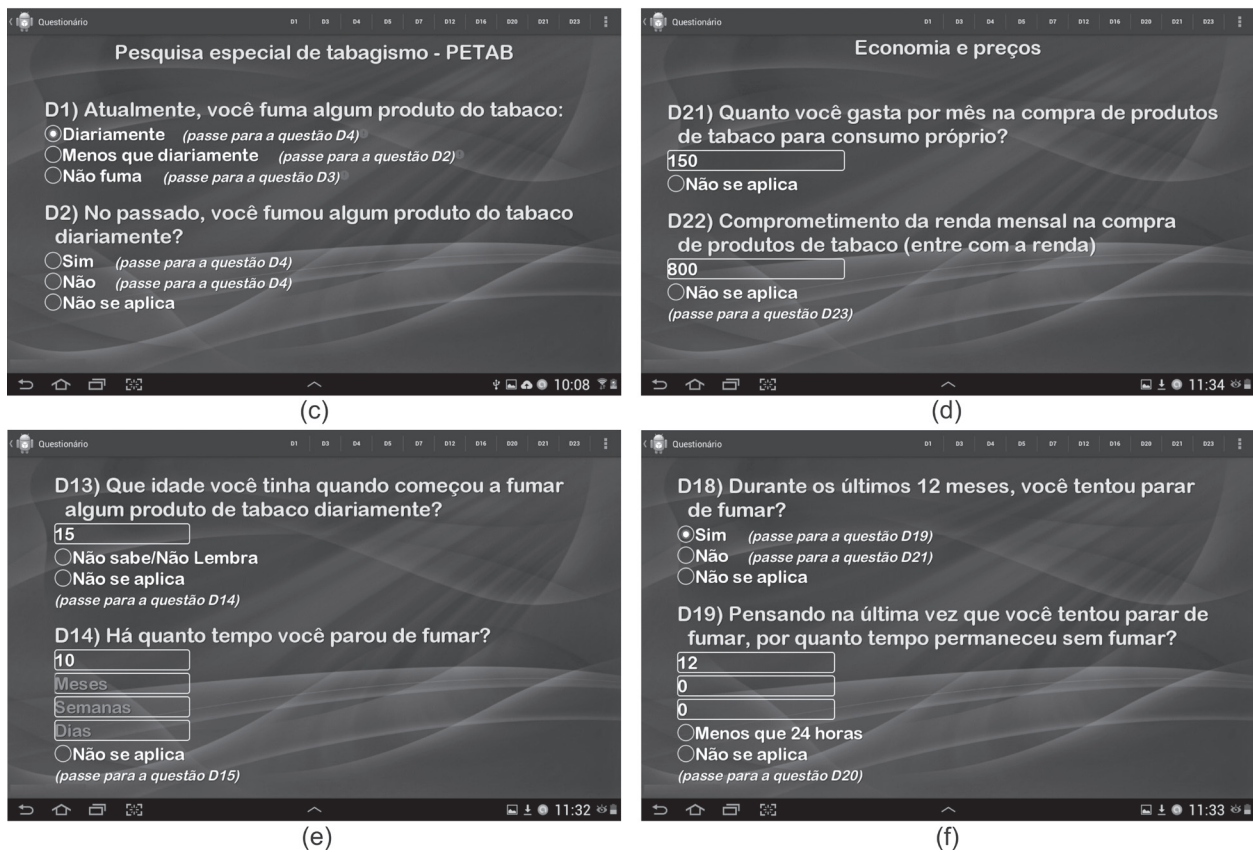 Questionário D1 D3 D4 D5 D7 D12 D16 D20 D21 D23
Pesquisa especial de tabagismo - PETAB
D1) Atualmente, você fuma algum produto do tabaco:
Diariamente (passe para a questão D4)
Menos que diariamente (passe para a questão D2)
Não fuma (passe para a questão D3)
D2) No passado, você fumou algum produto do tabaco
diariamente?
Sim (passe para a questão D4)
Não (passe para a questão D4)
Não se aplica
10:08
(c)
Questionário D1 D3 D4 D5 D7 D12 D16 D20 D21 D23
Economia e preços
D21) Quanto você gasta por mês na compra de produtos
de tabaco para consumo próprio?
150
Não se aplica
D22) Comprometimento da renda mensal na compra
de produtos de tabaco (entre com a renda)
800
Não se aplica
(passe para a questão D23)
11:34
(d)
Questionário D1 D3 D4 D5 D7 D12 D16 D20 D21 D23
D13) Que idade você tinha quando começou a fumar
algum produto de tabaco diariamente?
15
Não sabe/Não Lembra
Não se aplica
(passe para a questão D14)
D14) Há quanto tempo você parou de fumar?
10
Meses
Semanas
Dias
Não se aplica
(passe para a questão D15)
11:32
(e)
Questionário D1 D3 D4 D5 D7 D12 D16 D20 D21 D23
D18) Durante os últimos 12 meses, você tentou parar
de fumar?
Sim (passe para a questão D19)
Não (passe para a questão D21)
Não se aplica
D19) Pensando na última vez que você tentou parar de
fumar, por quanto tempo permaneceu sem fumar?
12
0
0
Menos que 24 horas
Não se aplica
(passe para a questão D20)
11:33
(f)